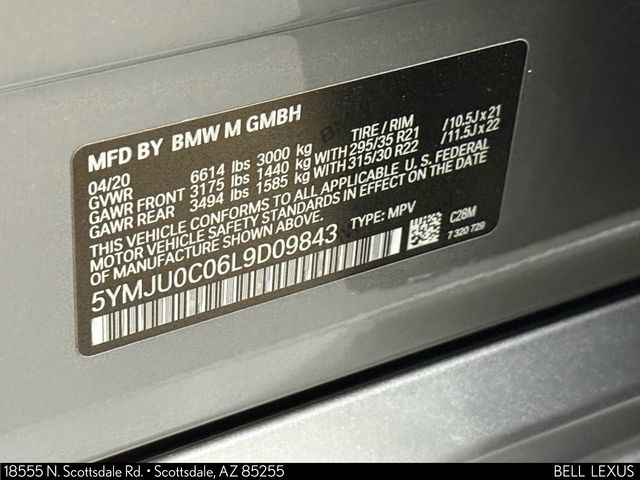 MFD BY BMW M GMBH
04/20 TIRE / RIM
GVWR 6614 lbs 3000 kg
GAWR FRONT 3175 lbs 1440 kg WITH 295/35 R21 /10.5J x 21
GAWR REAR 3494 lbs 1585 kg WITH 315/30 R22 /11.5J x 22
THIS VEHICLE CONFORMS TO ALL APPLICABLE U. S. FEDERAL
MOTOR VEHICLE SAFETY STANDARDS IN EFFECT ON THE
DATE OF MANUFACTURE SHOWN ABOVE.
5YMJU0C06L9D09843 TYPE: MPV C28M
7 320 729
18555 N. Scottsdale Rd. • Scottsdale, AZ 85255 BELL LEXUS